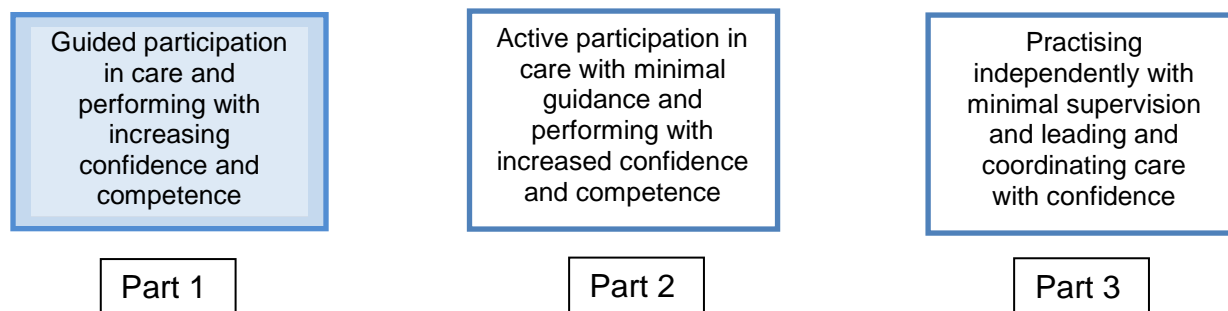 Guided participation
in care and
performing with
increasing
confidence and
competence
Active participation in
care with minimal
guidance and
performing with
increased confidence
and competence
Practising
independently with
minimal supervision
and leading and
coordinating care
with confidence
Part 1
Part 2
Part 3